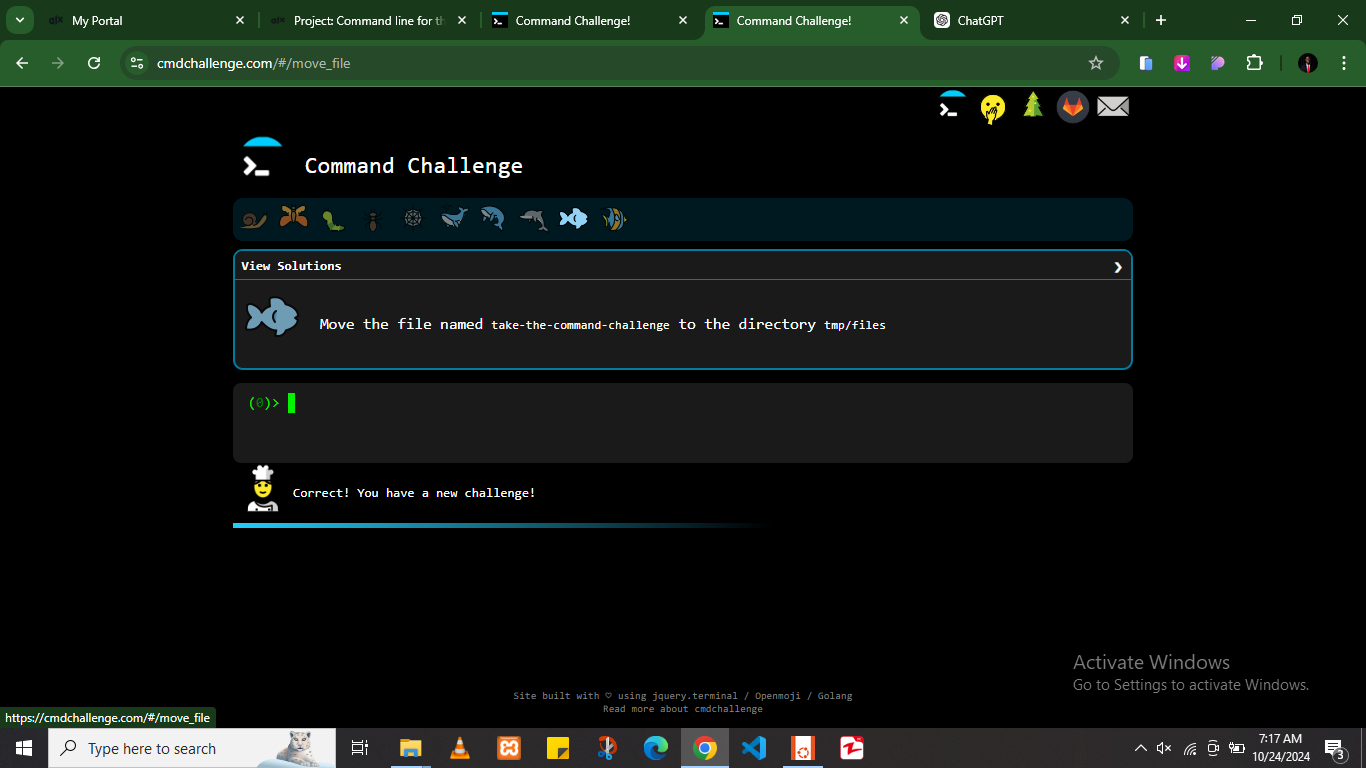 My Portal
Project: Command line for th
Command Challenge!
Command Challenge!
ChatGPT
cmdchallenge.com/#/move_file
Command Challenge
View Solutions
Move the file named take-the-command-challenge to the directory tmp/files
(0)>
Correct! You have a new challenge!
Activate Windows
Go to Settings to activate Windows.
Site built with ♡ using jquery.terminal / Openmoji / Golang
Read more about cmdchallenge
https://cmdchallenge.com/#/move_file
Type here to search
7:17 AM
10/24/2024
3